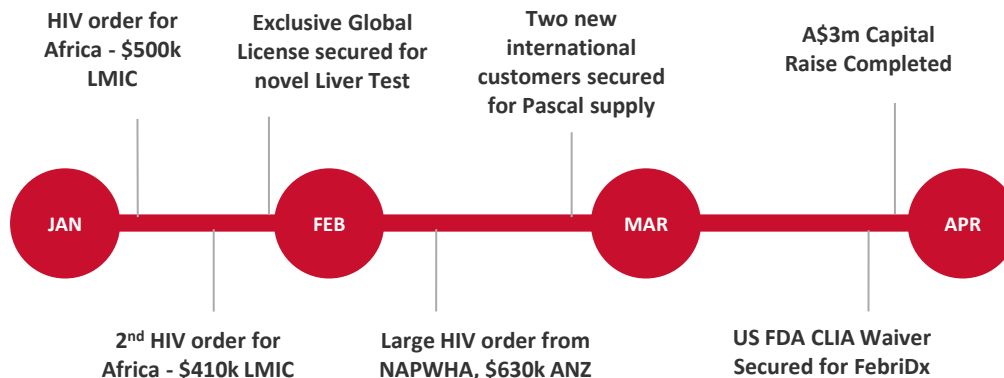 HIV order for
Africa - $500k
LMIC
Exclusive Global
License secured for
novel Liver Test
Two new
international
customers secured
for Pascal supply
A$3m Capital
Raise Completed
JAN
FEB
MAR
APR
2nd HIV order for
Africa - $410k LMIC
Large HIV order from
NAPWHA, $630k ANZ
US FDA CLIA Waiver
Secured for FebriDx